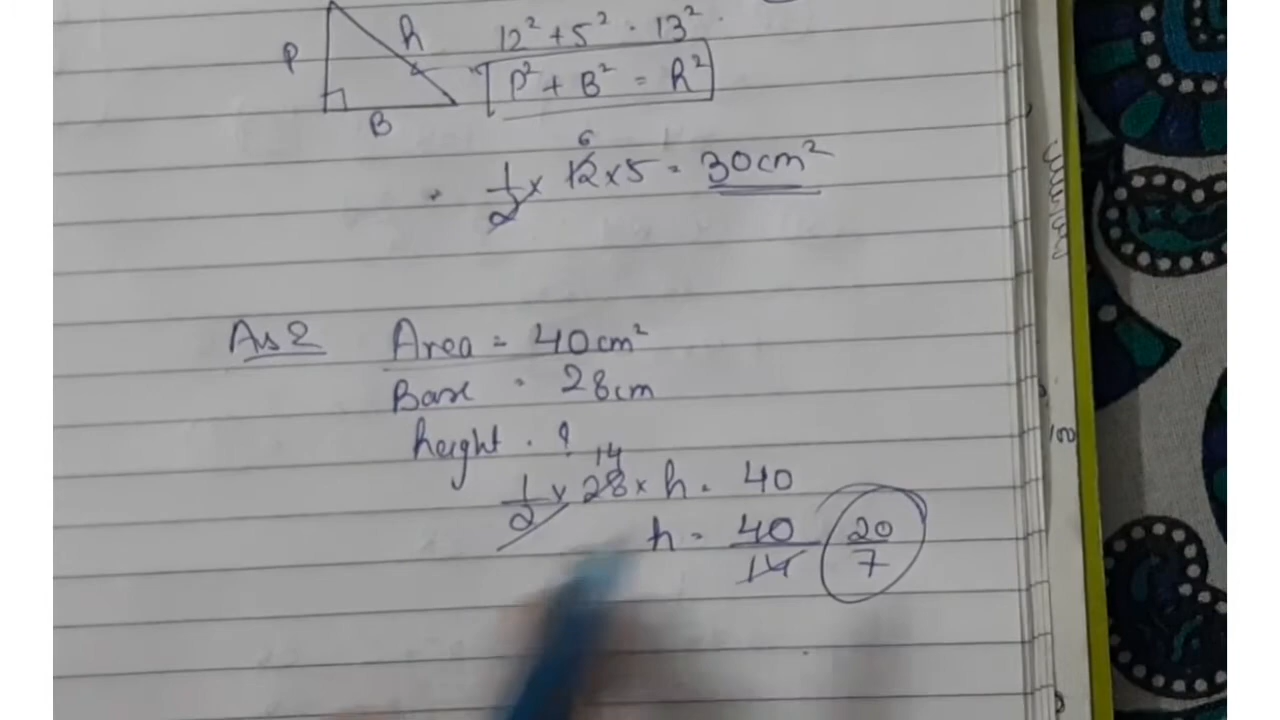 P h 12² + 5² = 13²
P² + B² = h²
B
6
1/2 × 12 × 5 = 30cm²
Ans 2 Area = 40cm²
Base = 28cm
height = ?
14
1/2 × 28 × h = 40
h = 40/14 20/7